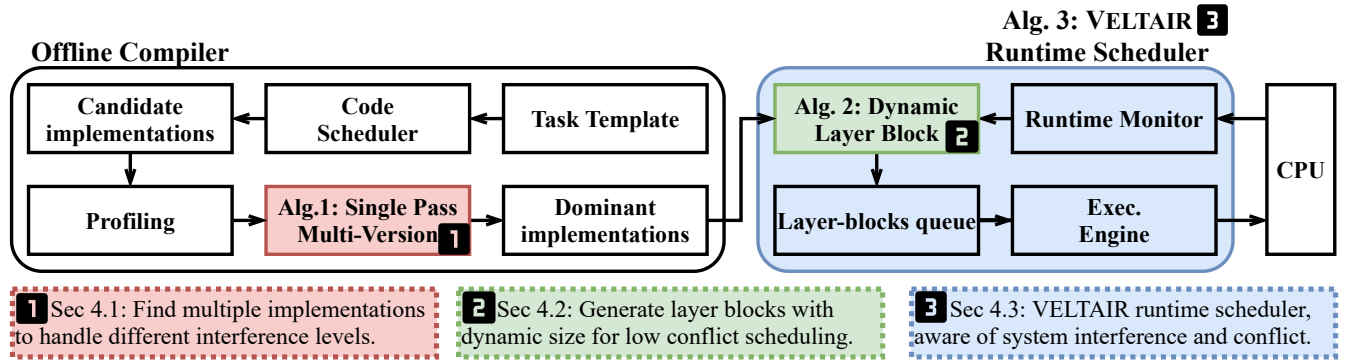 Alg. 3: VELTAIR 3
Offline Compiler
Runtime Scheduler
Candidate
implementations
Code
Scheduler
Task Template
Alg. 2: Dynamic
Layer Block 2
Runtime Monitor
CPU
Profiling
Alg.1: Single Pass
Multi-Version 1
Dominant
implementations
Layer-blocks queue
Exec.
Engine
1 Sec 4.1: Find multiple implementations
to handle different interference levels.
2 Sec 4.2: Generate layer blocks with
dynamic size for low conflict scheduling.
3 Sec 4.3: VELTAIR runtime scheduler,
aware of system interference and conflict.